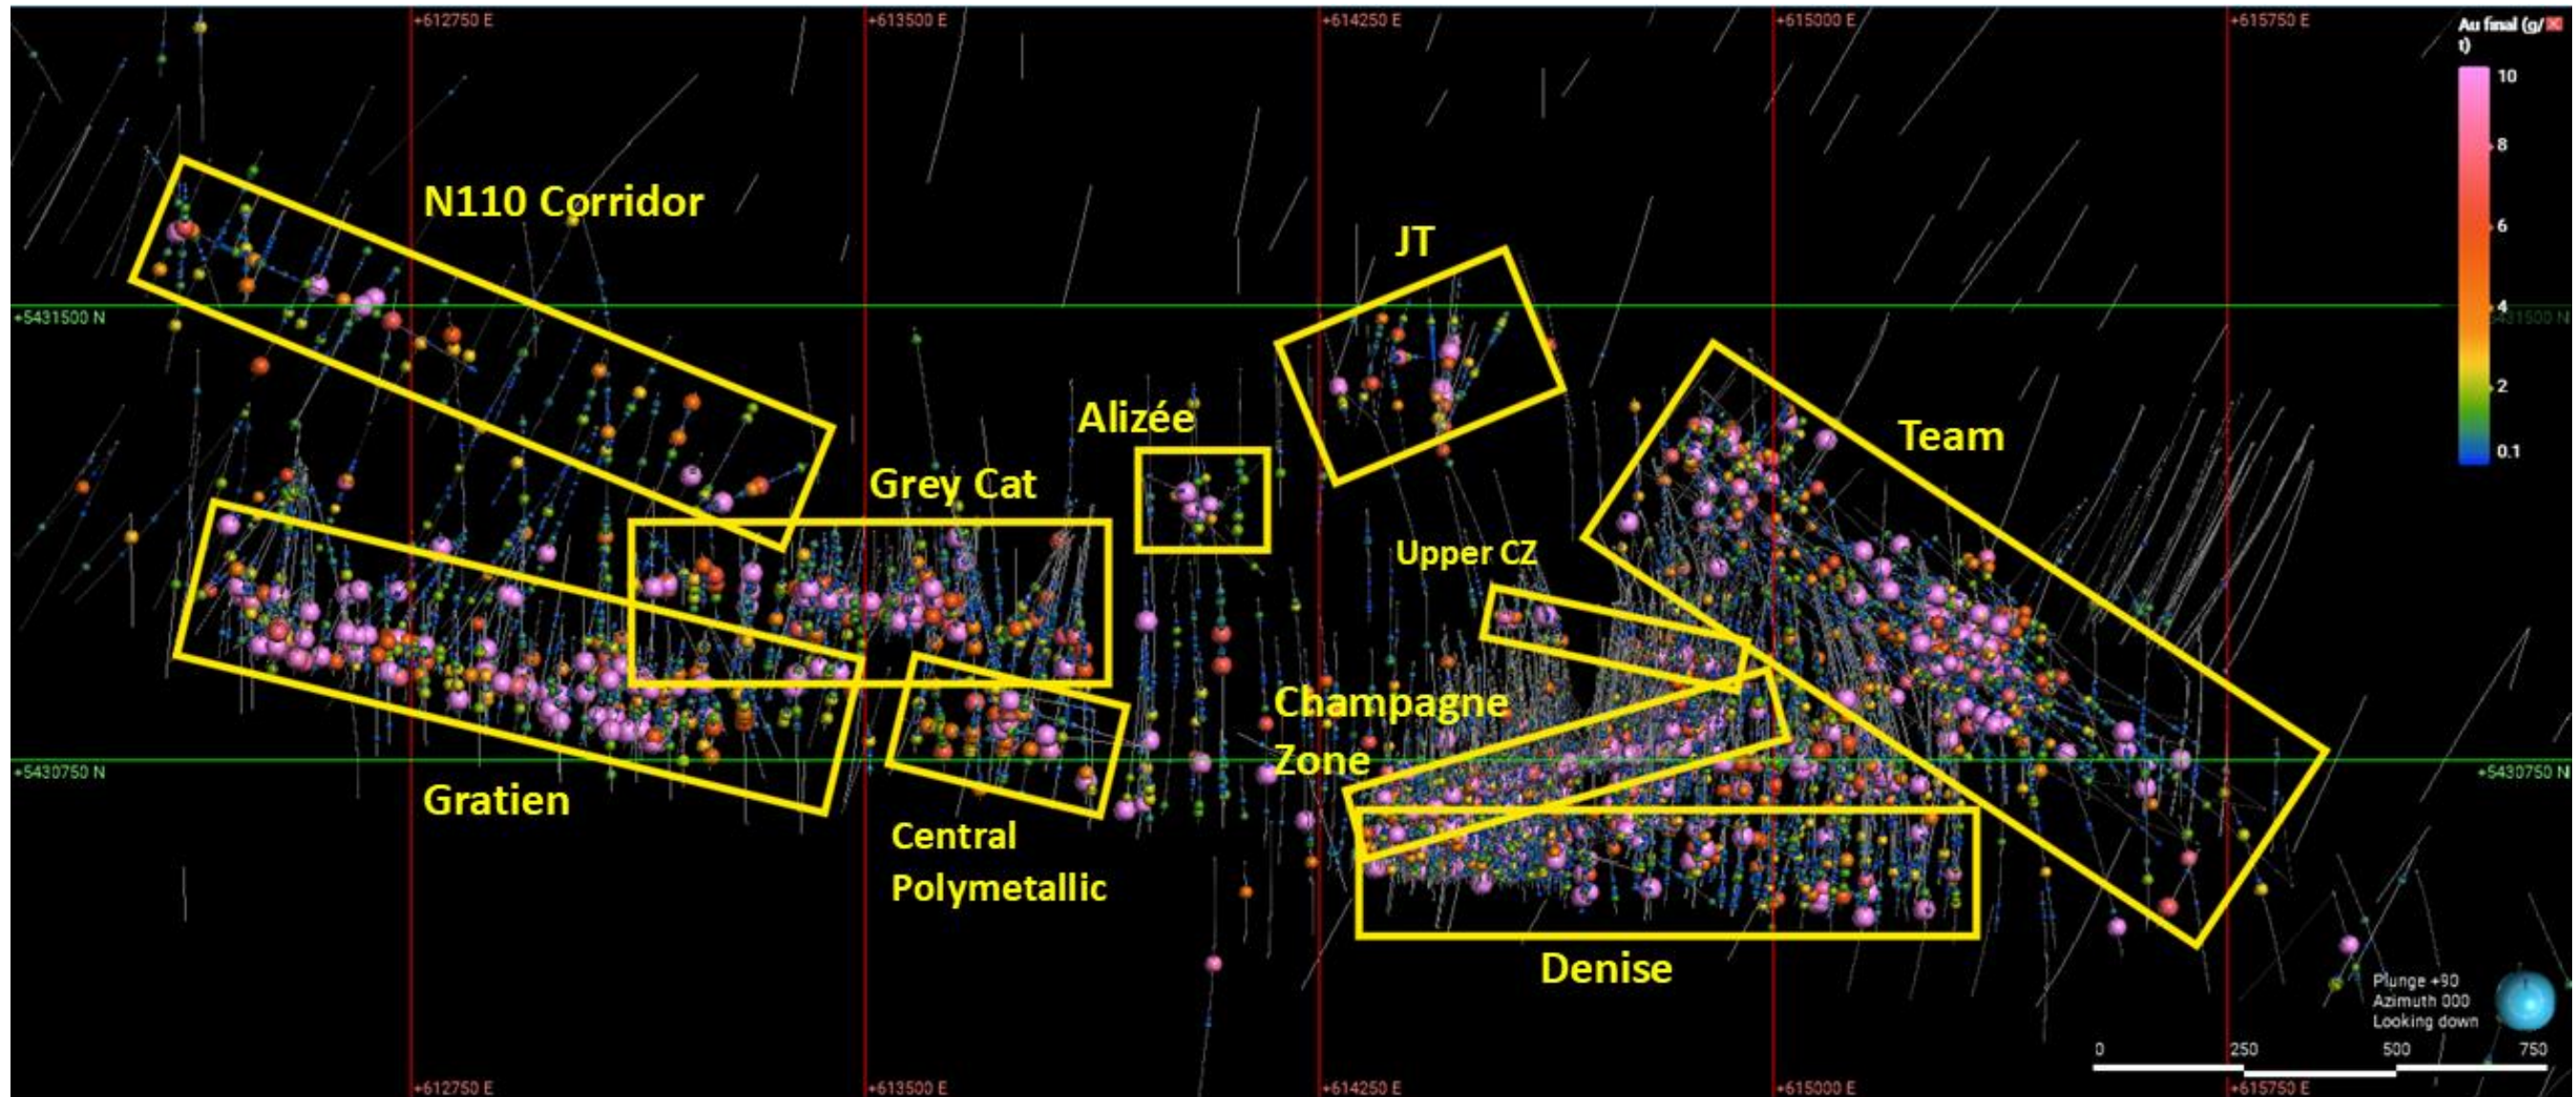 +612750 E
+613500 E
+614250 E
+615000 E
+615750 E
Au final (g/
t)
10
8
6
4
2
0.1
N110 Corridor
JT
+5431500 N
5431500 N
Alizée
Team
Grey Cat
Upper CZ
Champagne
Zone
+5430750 N
+5430750 N
Gratien
Central
Polymetallic
Denise
Plunge +90
Azimuth 000
Looking down
0
250
500
750
+612750 E
+613500 E
+614250 E
+615000 E
+615750 E